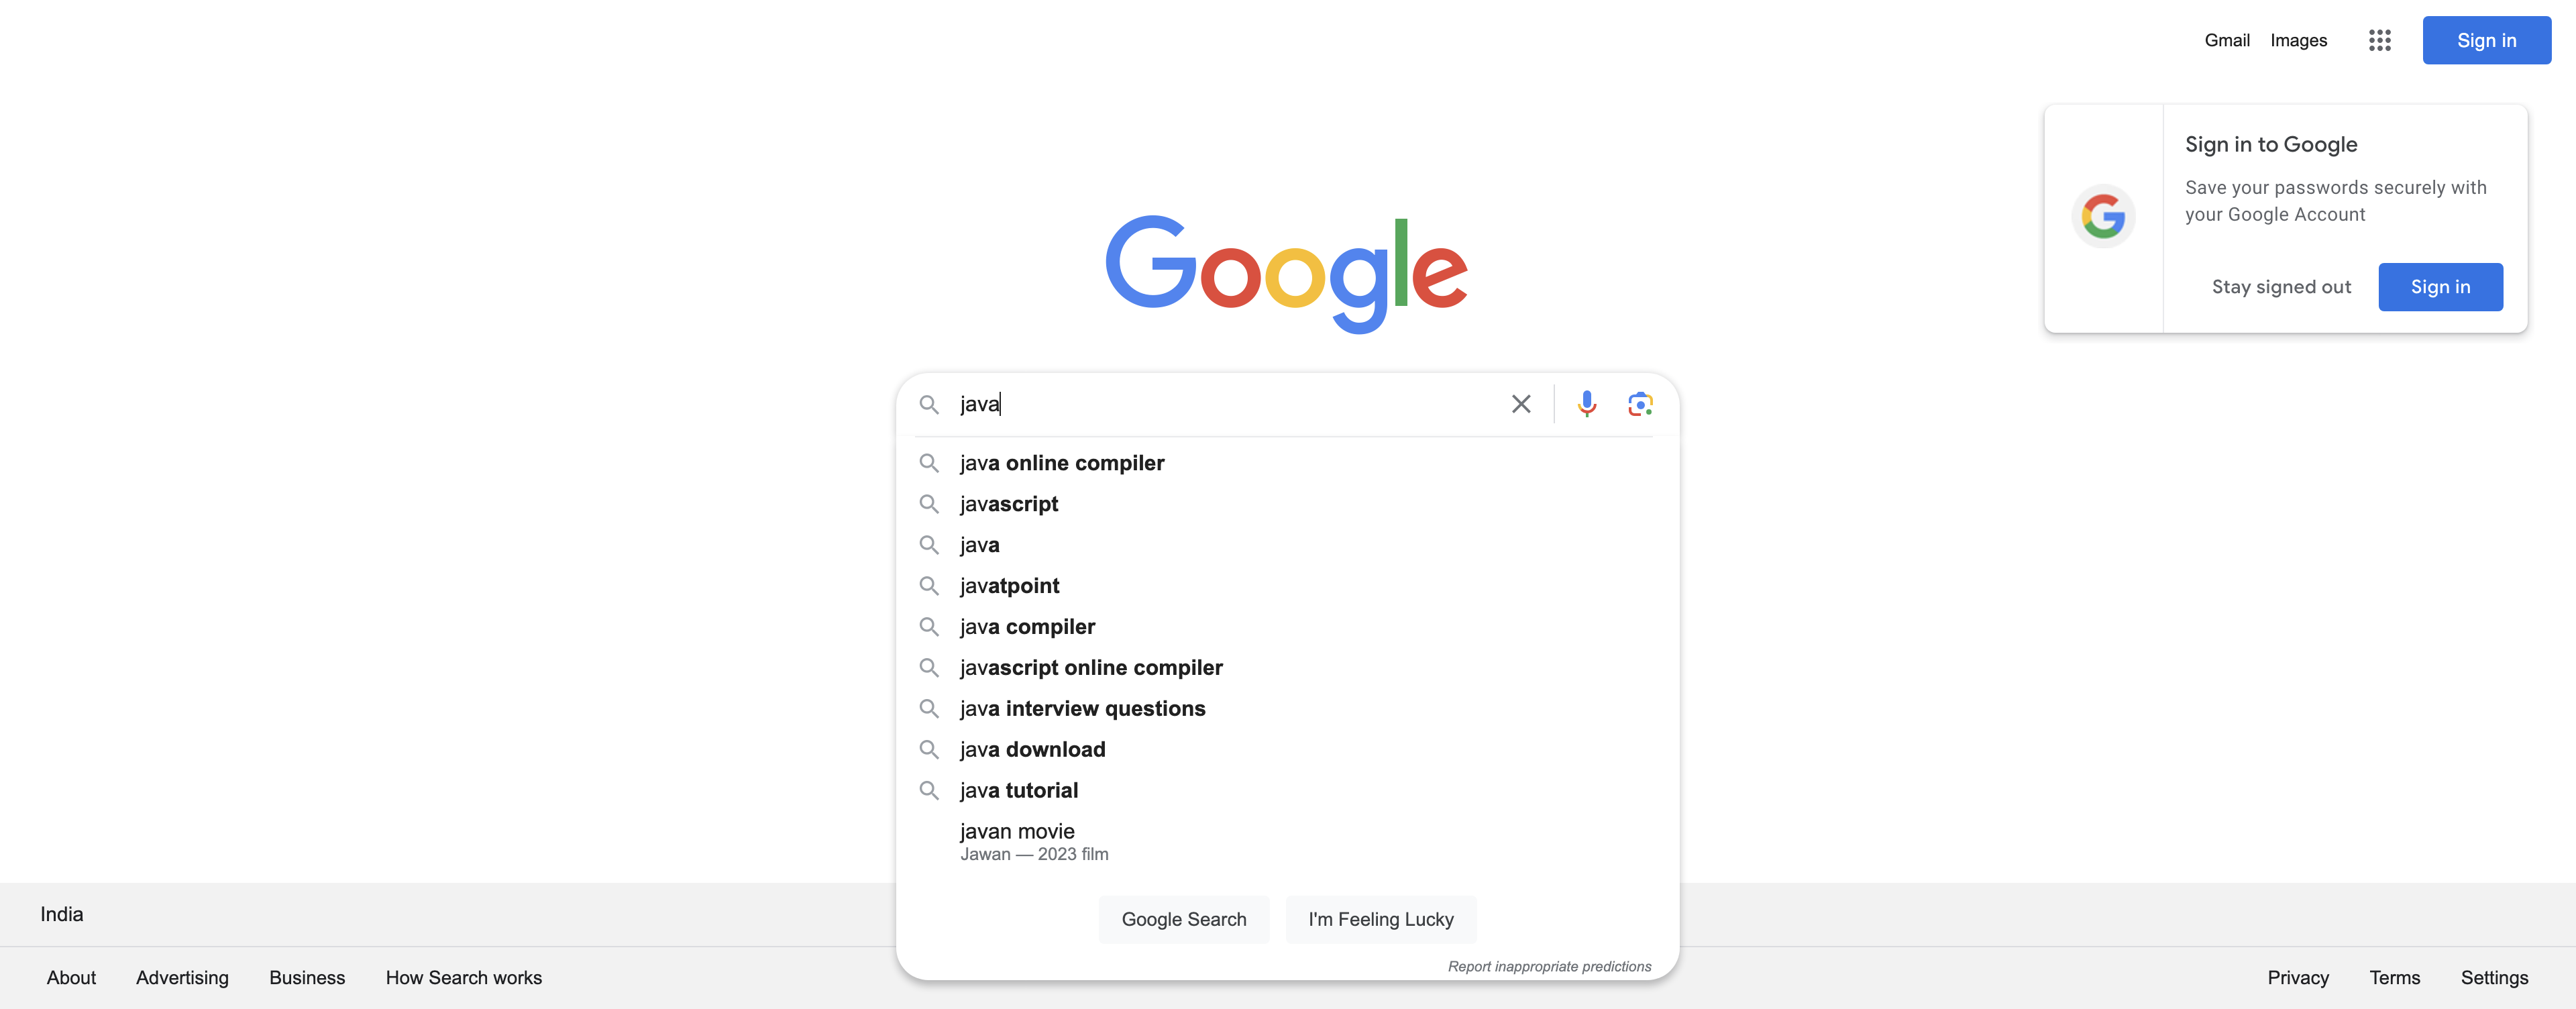 Gmail Images Sign in
Sign in to Google
Save your passwords securely with
your Google Account
Stay signed out Sign in
Google
java
java online compiler
javascript
java
javatpoint
java compiler
javascript online compiler
java interview questions
java download
java tutorial
javan movie
Jawan — 2023 film
Google Search I'm Feeling Lucky
Report inappropriate predictions
India
About Advertising Business How Search works Privacy Terms Settings